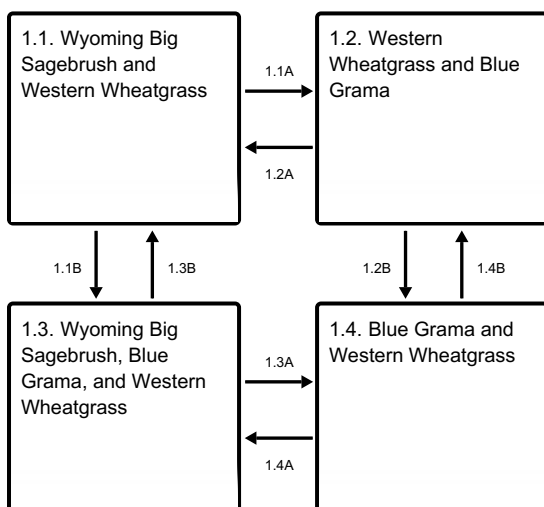 1.1. Wyoming Big
Sagebrush and
Western Wheatgrass
1.1A
1.2A
1.2. Western
Wheatgrass and Blue
Grama
1.1B
1.3B
1.2B
1.4B
1.3. Wyoming Big
Sagebrush, Blue
Grama, and Western
Wheatgrass
1.3A
1.4A
1.4. Blue Grama and
Western Wheatgrass